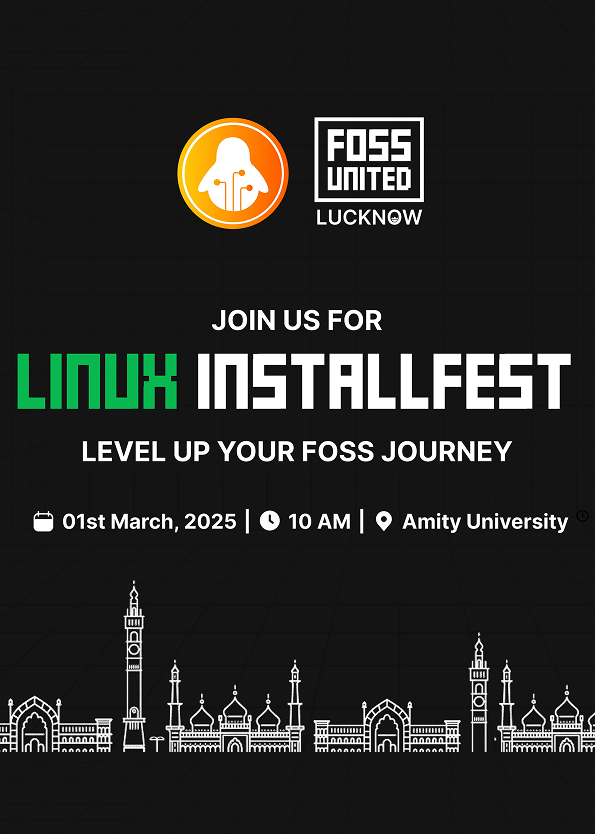 FOSS
UNITED
LUCKNOW
JOIN US FOR
LINUX INSTALLFEST
LEVEL UP YOUR FOSS JOURNEY
01st March, 2025 | 10 AM | Amity University